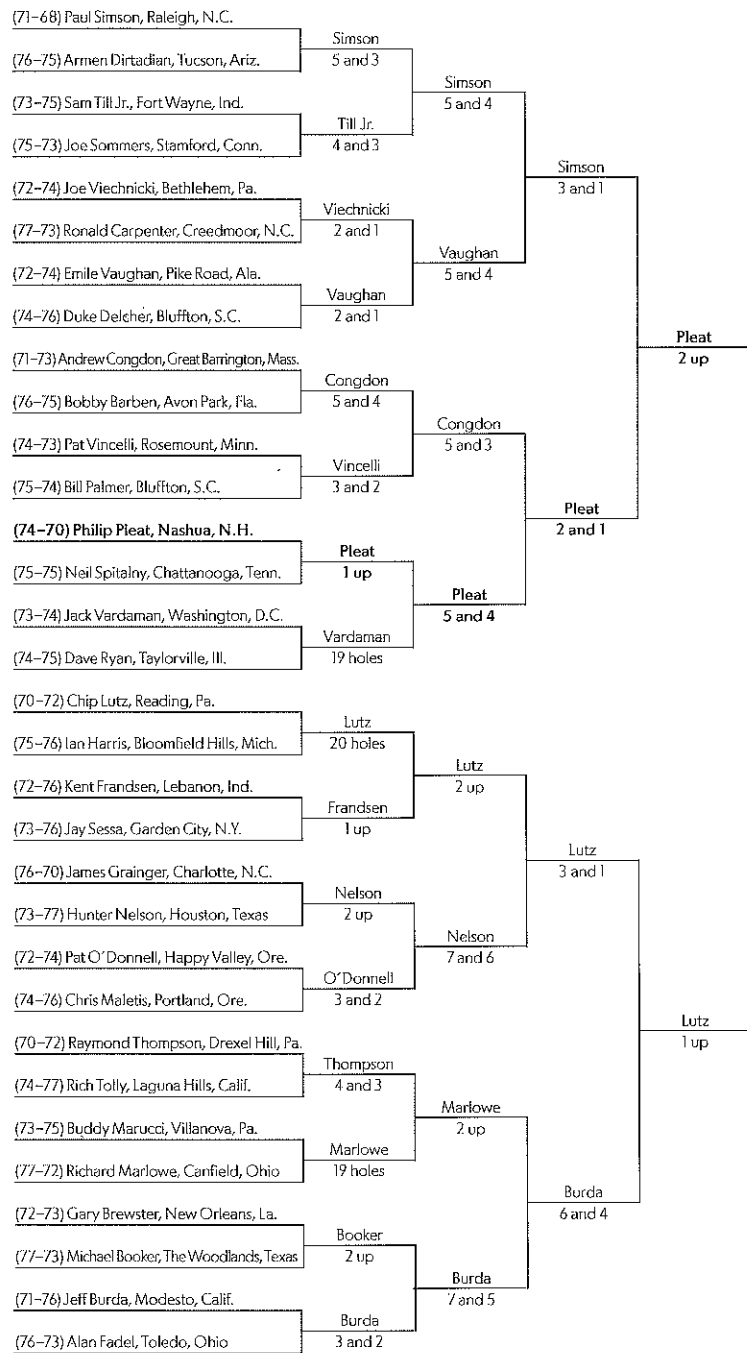 (71–68) Paul Simson, Raleigh, N.C.
(76–75) Armen Dirtadian, Tucson, Ariz.
(73–75) Sam Till Jr., Fort Wayne, Ind.
(75–73) Joe Sommers, Stamford, Conn.
(72–74) Joe Viechnicki, Bethlehem, Pa.
(77–73) Ronald Carpenter, Creedmoor, N.C.
(72–74) Emile Vaughan, Pike Road, Ala.
(74–76) Duke Delcher, Bluffton, S.C.
(71–73) Andrew Congdon, Great Barrington, Mass.
(76–75) Bobby Barben, Avon Park, Fla.
(74–73) Pat Vincelli, Rosemount, Minn.
(75–74) Bill Palmer, Bluffton, S.C.
(74–70) Philip Pleat, Nashua, N.H.
(75–75) Neil Spitalny, Chattanooga, Tenn.
(73–74) Jack Vardaman, Washington, D.C.
(74–75) Dave Ryan, Taylorville, Ill.
(70–72) Chip Lutz, Reading, Pa.
(75–76) Ian Harris, Bloomfield Hills, Mich.
(72–76) Kent Frandsen, Lebanon, Ind.
(73–76) Jay Sessa, Garden City, N.Y.
(76–70) James Grainger, Charlotte, N.C.
(73–77) Hunter Nelson, Houston, Texas
(72–74) Pat O'Donnell, Happy Valley, Ore.
(74–76) Chris Maletis, Portland, Ore.
(70–72) Raymond Thompson, Drexel Hill, Pa.
(74–77) Rich Tolly, Laguna Hills, Calif.
(73–75) Buddy Marucci, Villanova, Pa.
(77–72) Richard Marlowe, Canfield, Ohio
(72–73) Gary Brewster, New Orleans, La.
(77–73) Michael Booker, The Woodlands, Texas
(71–76) Jeff Burda, Modesto, Calif.
(76–73) Alan Fadel, Toledo, Ohio
Simson
5 and 3
Till Jr.
4 and 3
Viechnicki
2 and 1
Vaughan
2 and 1
Congdon
5 and 4
Vincelli
3 and 2
Pleat
1 up
Vardaman
19 holes
Lutz
20 holes
Frandsen
1 up
Nelson
2 up
O'Donnell
3 and 2
Thompson
4 and 3
Marlowe
19 holes
Booker
2 up
Burda
3 and 2
Simson
5 and 4
Vaughan
5 and 4
Congdon
5 and 3
Pleat
5 and 4
Lutz
2 up
Nelson
7 and 6
Marlowe
2 up
Burda
7 and 5
Simson
3 and 1
Pleat
2 and 1
Lutz
3 and 1
Burda
6 and 4
Pleat
2 up
Lutz
1 up